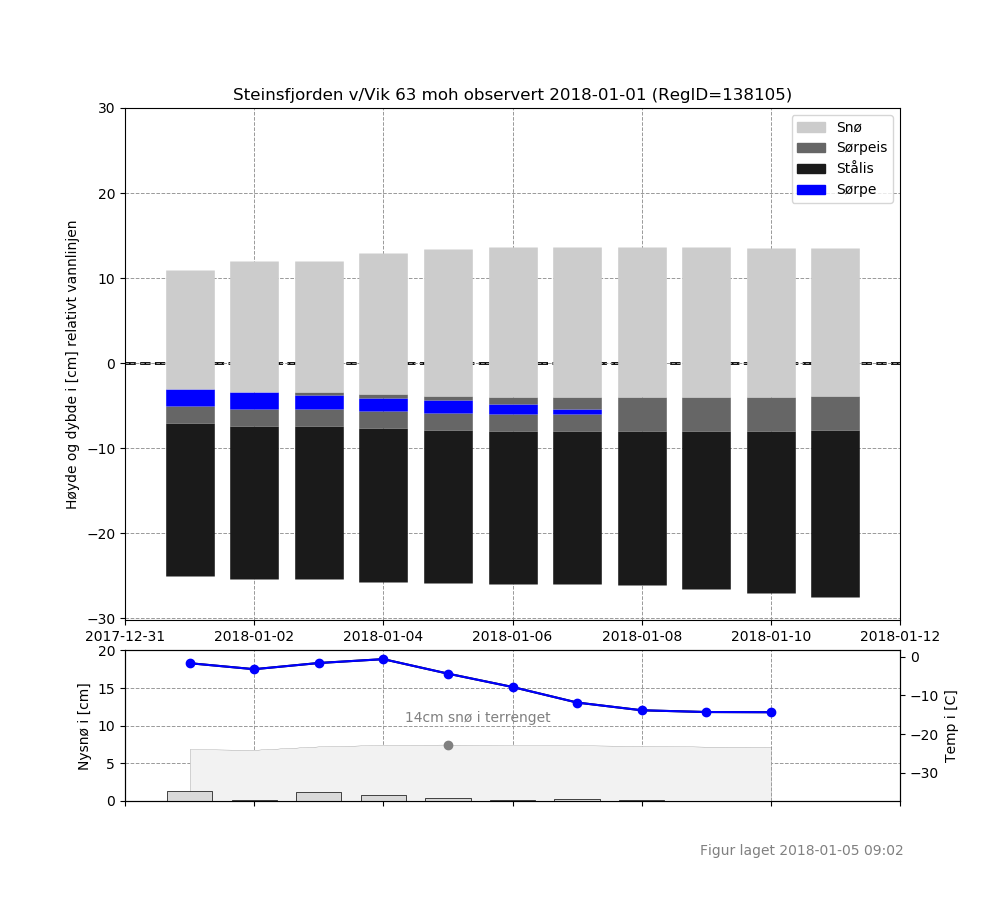 Steinsfjorden v/Vik 63 moh observert 2018-01-01 (RegID=138105)
Høyde og dybde i [cm] relativt vannlinjen
30
20
10
0
−10
−20
−30
Snø
Sørpeis
Stålis
Sørpe
2017-12-31
2018-01-02
2018-01-04
2018-01-06
2018-01-08
2018-01-10
2018-01-12
Nysnø i [cm]
20
15
10
5
0
14cm snø i terrenget
0
−10
−20
−30
Temp i [C]
Figur laget 2018-01-05 09:02